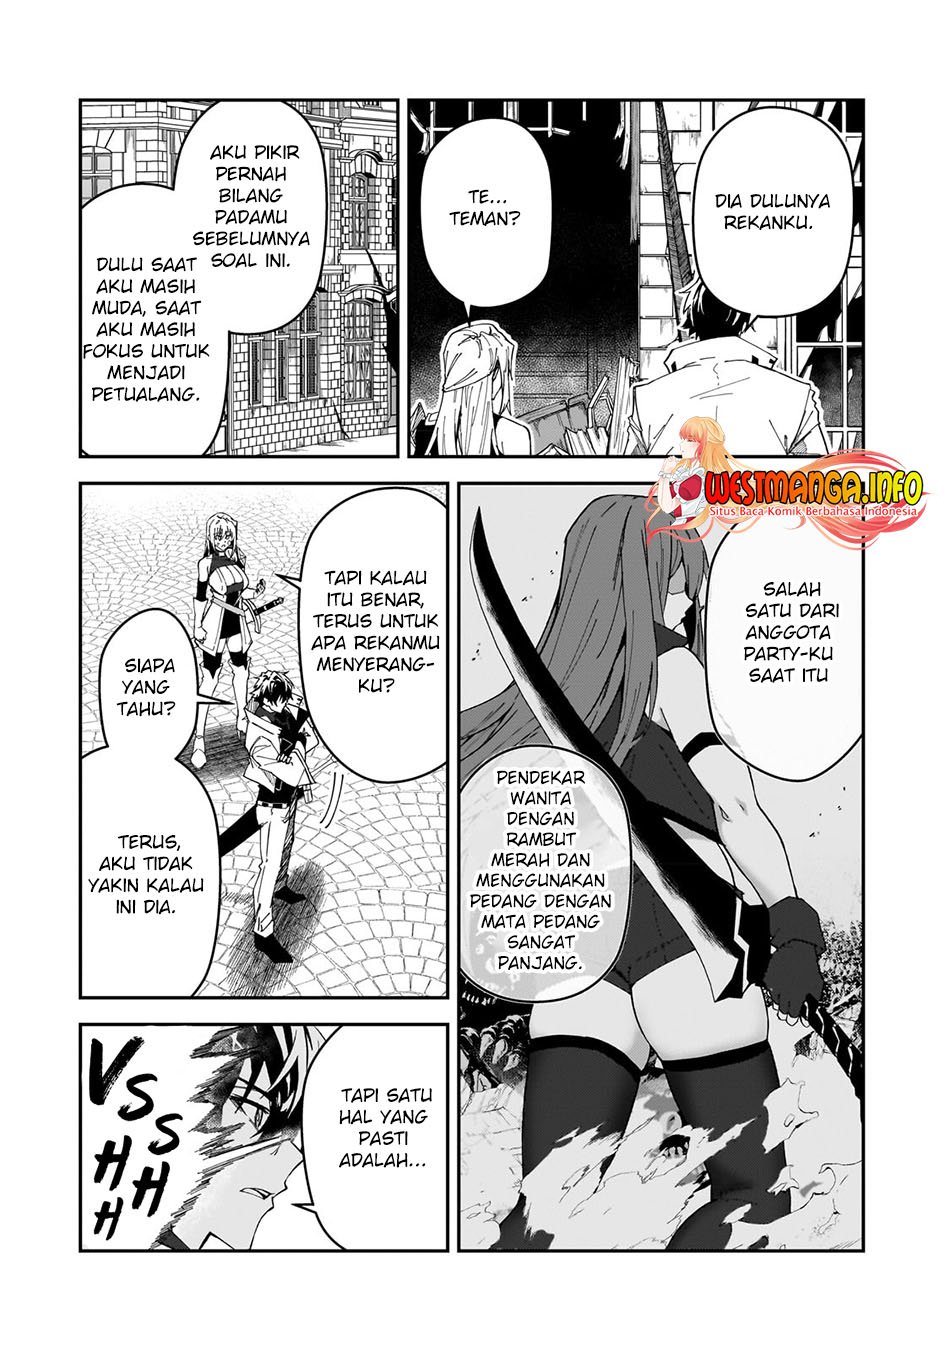 DIA DULUNYA
REKANKU.
TE...
TEMAN?
AKU PIKIR
PERNAH
BILANG
PADAMU
SEBELUMNYA
SOAL INI.
DULU SAAT
AKU MASIH
MUDA, SAAT
AKU MASIH
FOKUS UNTUK
MENJADI
PETUALANG.
WESTMANGA.INFO
Situs Baca Komik Berbahasa Indonesia
SALAH
SATU DARI
ANGGOTA
PARTY-KU
SAAT ITU
PENDEKAR
WANITA
DENGAN
RAMBUT
MERAH DAN
MENGGUNAKAN
PEDANG DENGAN
MATA PEDANG
SANGAT
PANJANG.
TAPI KALAU
ITU BENAR,
TERUS UNTUK
APA REKANMU
MENYERANG-
KU?
SIAPA
YANG
TAHU?
TERUS,
AKU TIDAK
YAKIN KALAU
INI DIA.
TAPI SATU
HAL YANG
PASTI
ADALAH...
VSSHHH